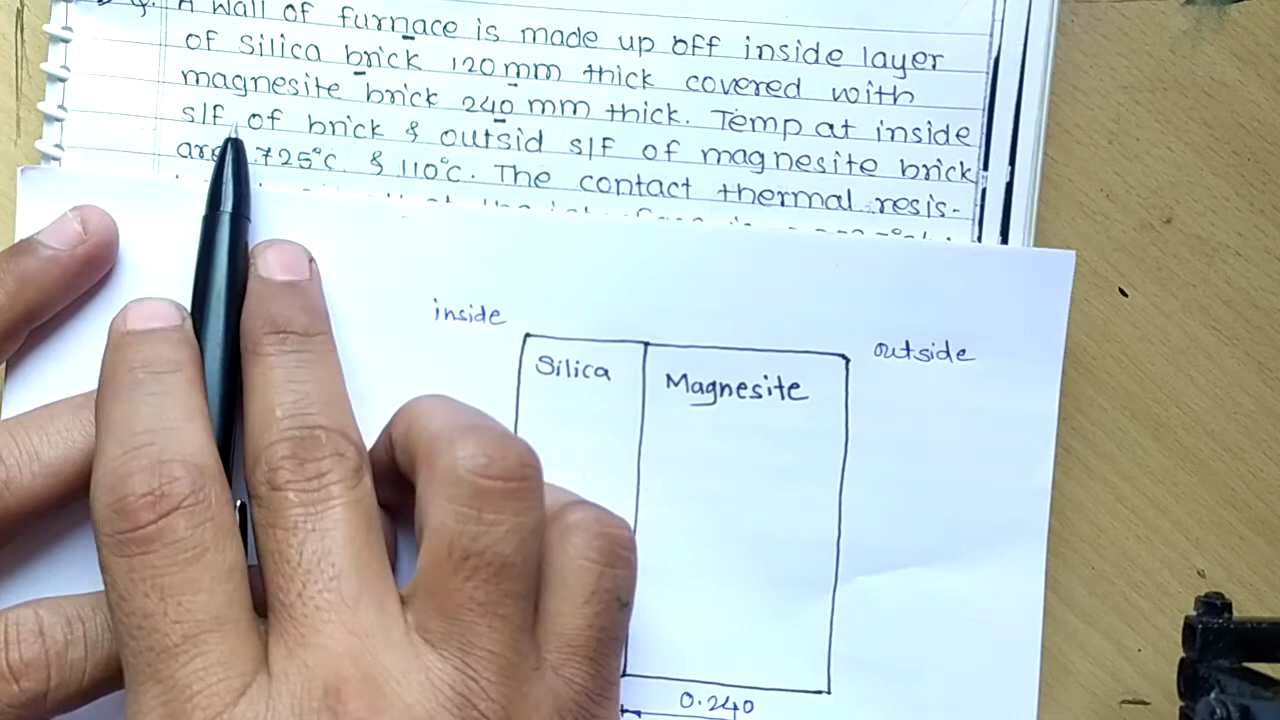 A wall of furnace is made up off inside layer
of silica brick 120mm thick covered with
magnesite brick 240 mm thick. Temp at inside
s/f of brick & outsid s/f of magnesite brick
are 725°C & 110°C. The contact thermal resis-
inside
outside
Silica
Magnesite
0.240